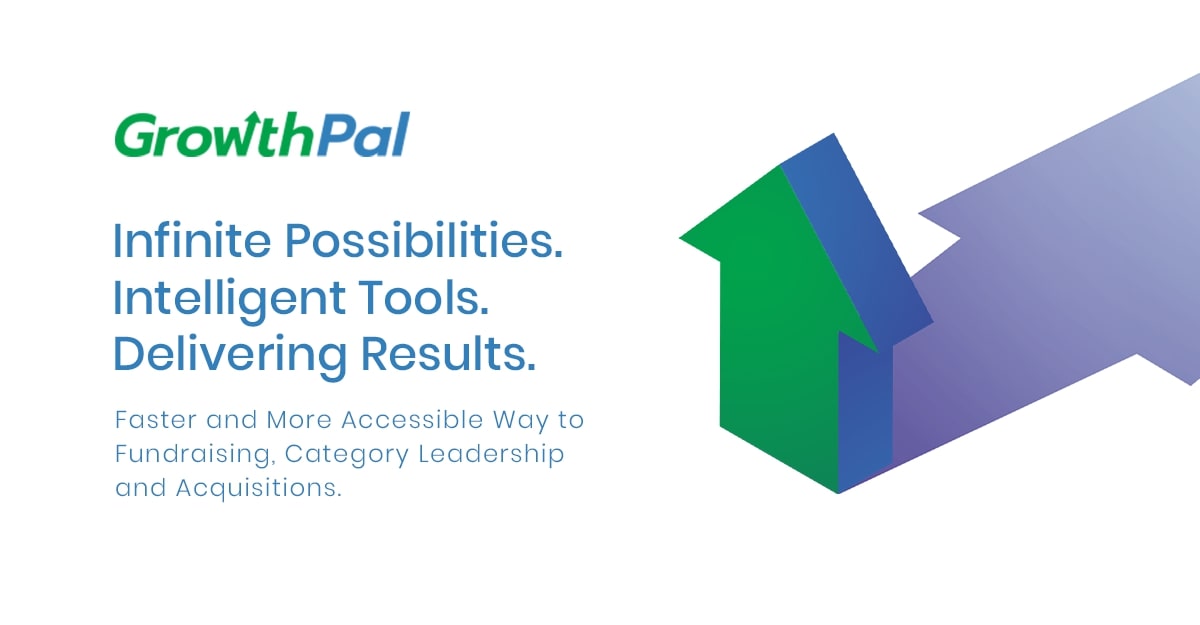 GrowthPal
Infinite Possibilities.
Intelligent Tools.
Delivering Results.
Faster and More Accessible Way to
Fundraising, Category Leadership
and Acquisitions.